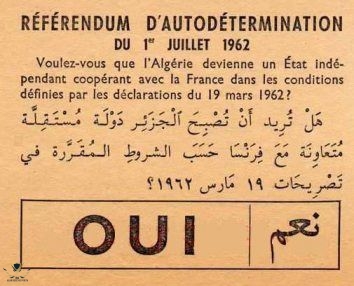 RÉFÉRENDUM D'AUTODÉTERMINATION
DU 1er JUILLET 1962
Voulez-vous que l'Algérie devienne un État indé-
pendant coopérant avec la France dans les conditions
définies par les déclarations du 19 mars 1962?
هَلْ تُرِيد أَنْ تُصْبِحَ الْجَزَئِر دَوْلَة مُسْتَقِلَّة
مُتَعَاوِنَة مَعَ فِرَنْسَا حَسَبَ الشروط المُقَرَّرة فِي
تَصْرِيحَات ١٩ مَارس ١٩٦٢؟
OUI نعم